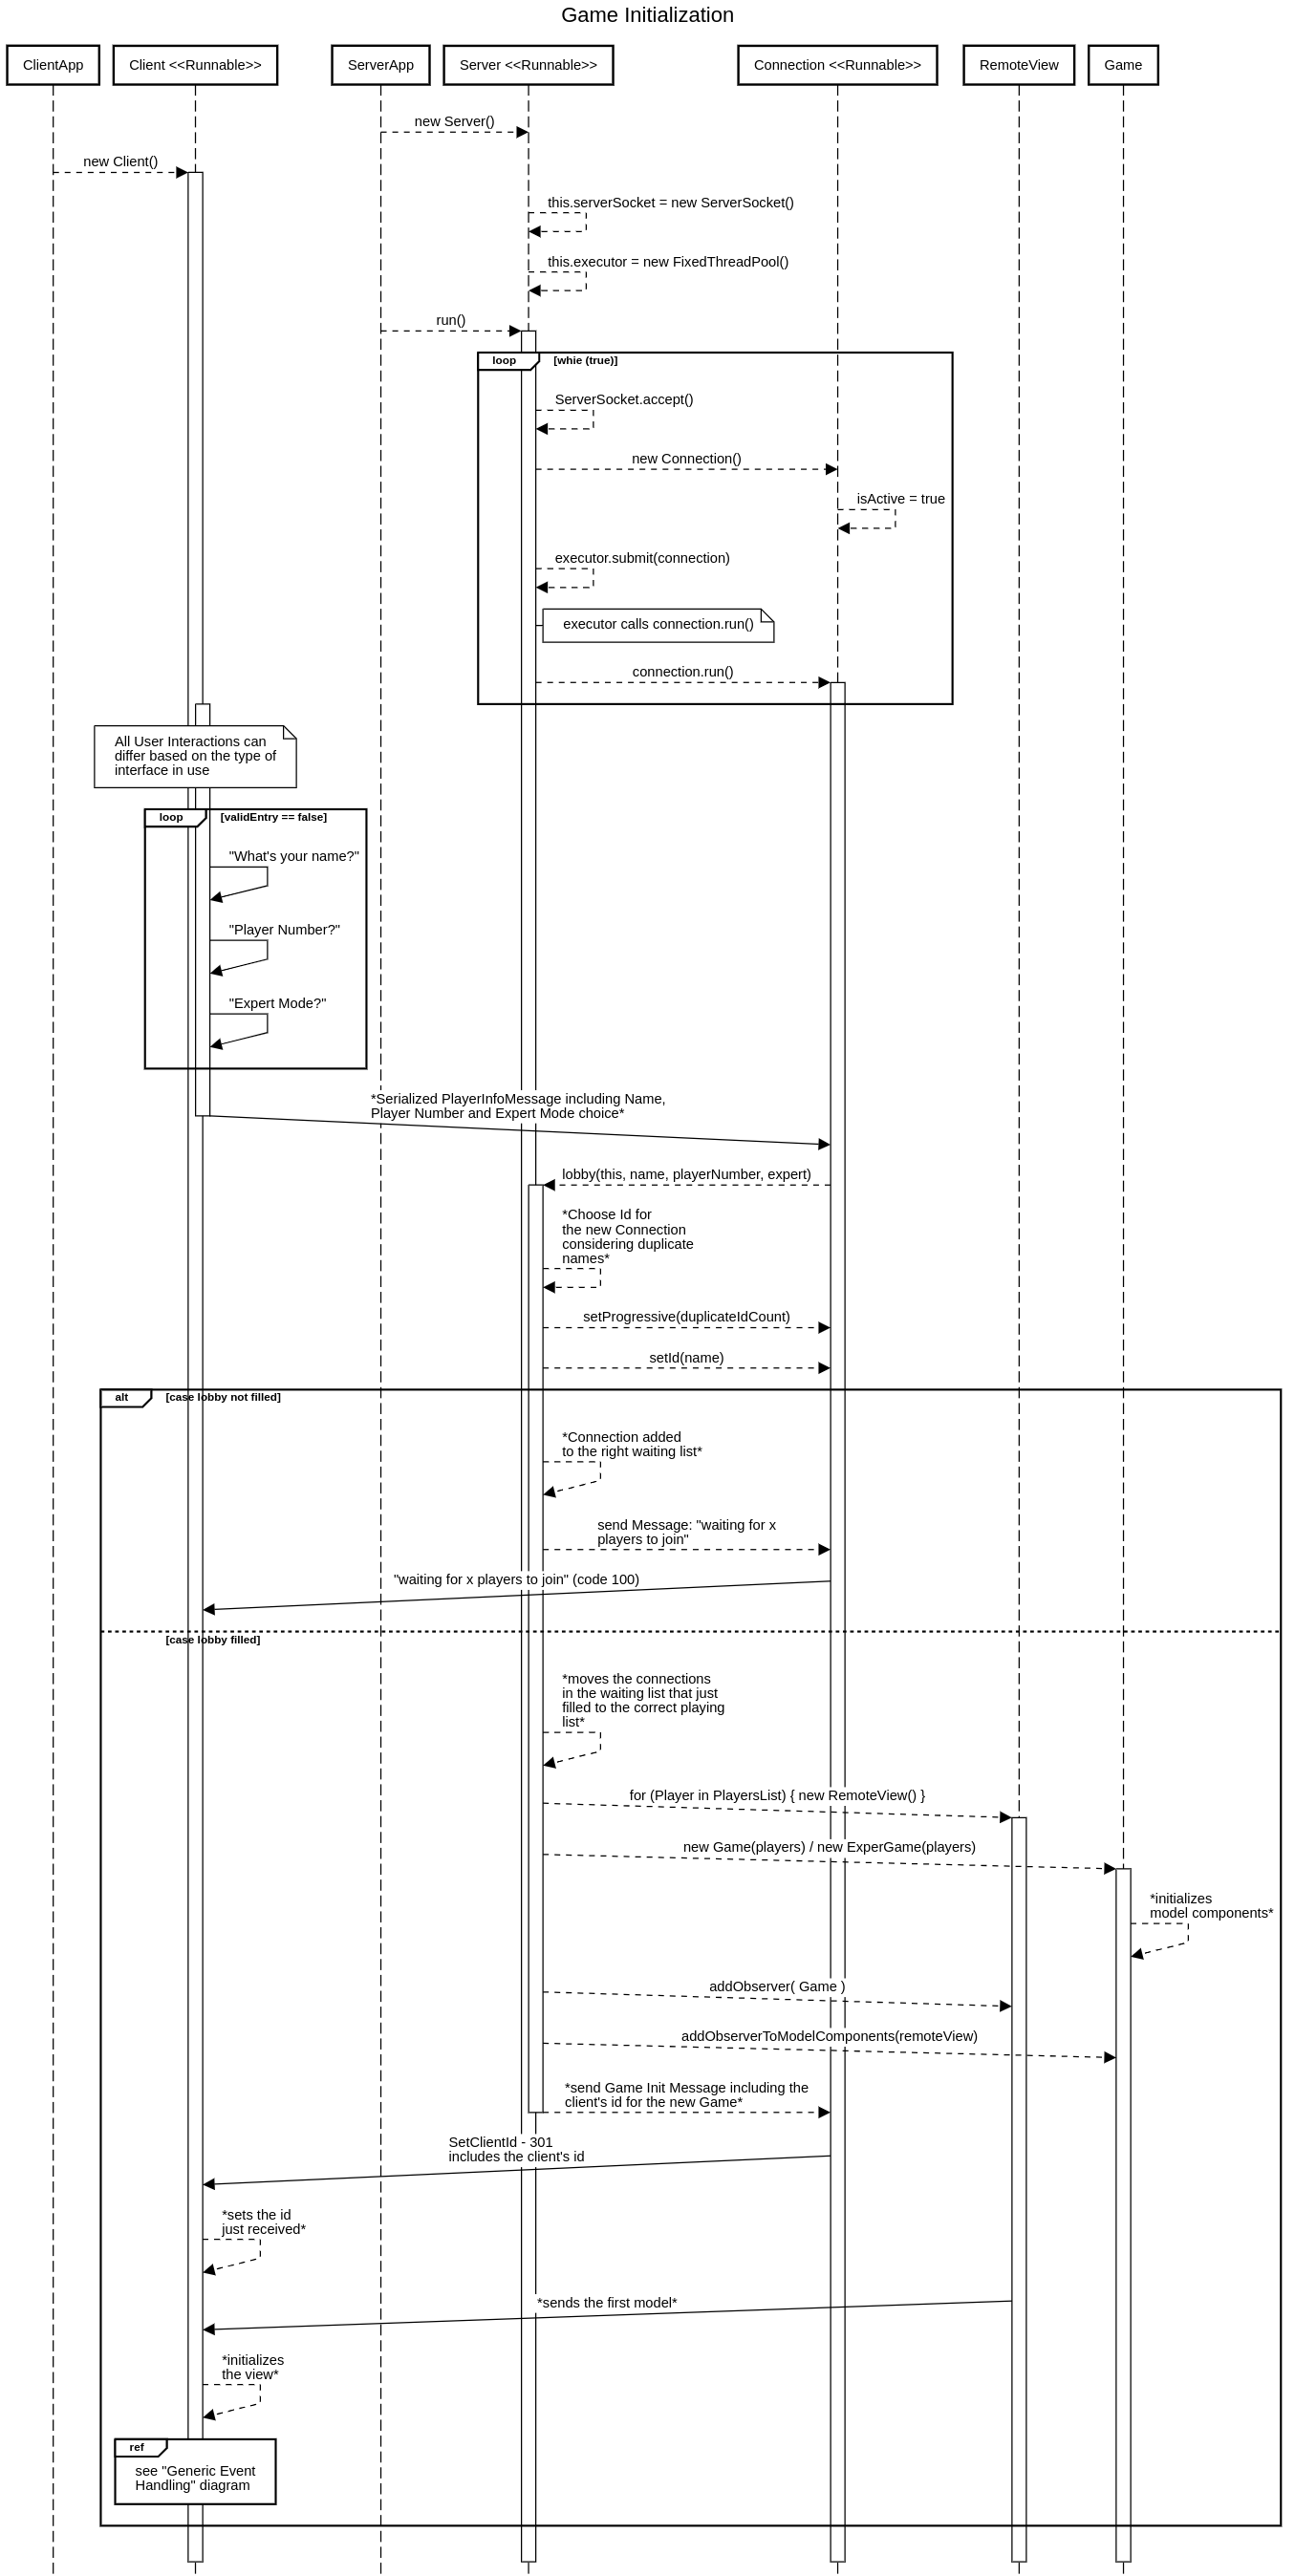 Game Initialization
ClientApp
Client <<Runnable>>
ServerApp
Server <<Runnable>>
Connection <<Runnable>>
RemoteView
Game
new Server()
new Client()
this.serverSocket = new ServerSocket()
this.executor = new FixedThreadPool()
run()
loop
[whie (true)]
ServerSocket.accept()
new Connection()
isActive = true
executor.submit(connection)
executor calls connection.run()
connection.run()
All User Interactions can
differ based on the type of
interface in use
loop
[validEntry == false]
"What's your name?"
"Player Number?"
"Expert Mode?"
*Serialized PlayerInfoMessage including Name,
Player Number and Expert Mode choice*
lobby(this, name, playerNumber, expert)
*Choose Id for
the new Connection
considering duplicate
names*
setProgressive(duplicateIdCount)
setId(name)
alt
[case lobby not filled]
*Connection added
to the right waiting list*
send Message: "waiting for x
players to join"
"waiting for x players to join" (code 100)
[case lobby filled]
*moves the connections
in the waiting list that just
filled to the correct playing
list*
for (Player in PlayersList) { new RemoteView() }
new Game(players) / new ExperGame(players)
*initializes
model components*
addObserver( Game )
addObserverToModelComponents(remoteView)
*send Game Init Message including the
client's id for the new Game*
SetClientId - 301
includes the client's id
*sets the id
just received*
*sends the first model*
*initializes
the view*
ref
see "Generic Event
Handling" diagram